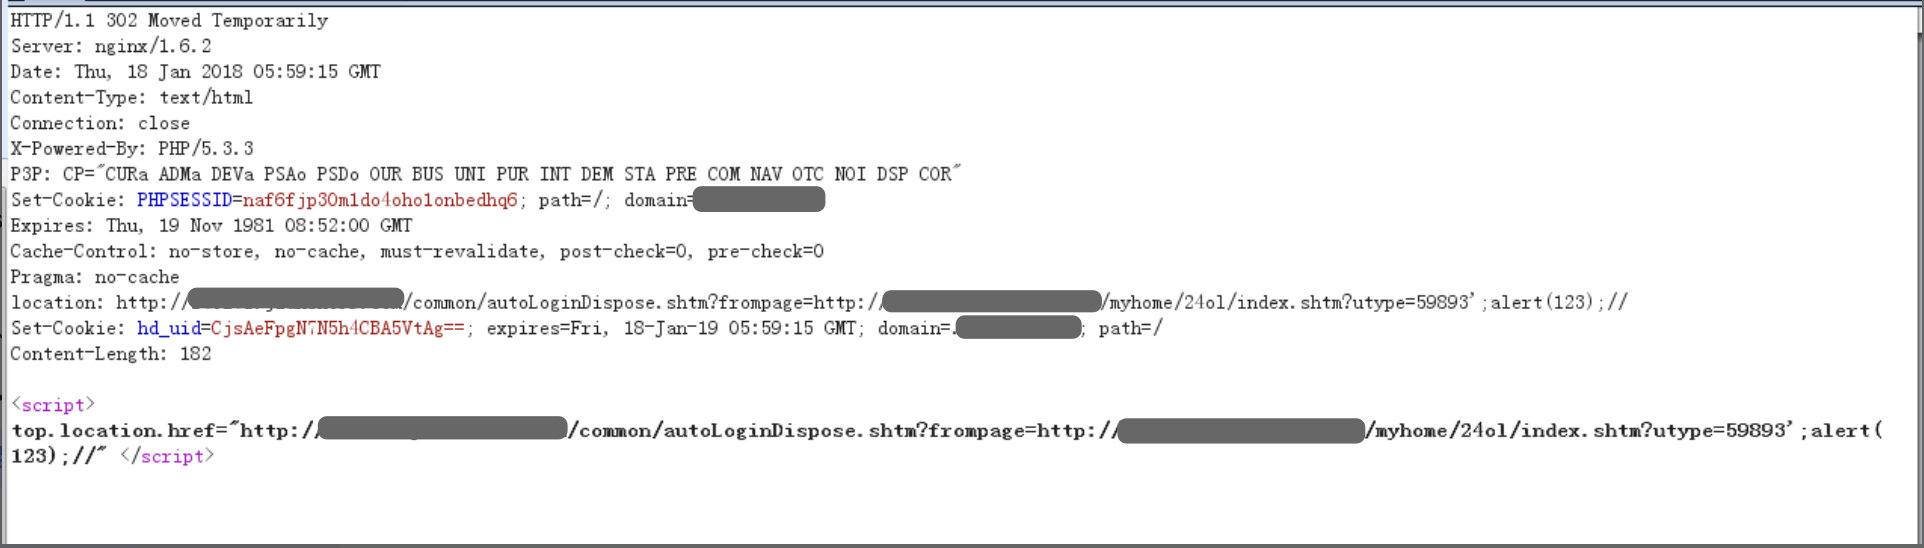 HTTP/1.1 302 Moved Temporarily
Server: nginx/1.6.2
Date: Thu, 18 Jan 2018 05:59:15 GMT
Content-Type: text/html
Connection: close
X-Powered-By: PHP/5.3.3
P3P: CP="CURa ADMa DEVa PSAo PSDo OUR BUS UNI PUR INT DEM STA PRE COM NAV OTC NOI DSP COR"
Set-Cookie: PHPSESSID=naf6fjp30m1do4oho1onbedhq6; path=/; domain=
Expires: Thu, 19 Nov 1981 08:52:00 GMT
Cache-Control: no-store, no-cache, must-revalidate, post-check=0, pre-check=0
Pragma: no-cache
location: http:///common/autoLoginDispose.shtm?frompage=http:///myhome/24ol/index.shtm?utype=59893';alert(123);//
Set-Cookie: hd_uid=CjsAeFpgN7N5h4CBA5VtAg==; expires=Fri, 18-Jan-19 05:59:15 GMT; domain=.; path=/
Content-Length: 182
<script>
top.location.href="http://​/common/autoLoginDispose.shtm?frompage=http://​/myhome/24ol/index.shtm?utype=59893';alert(
123);//" </script>